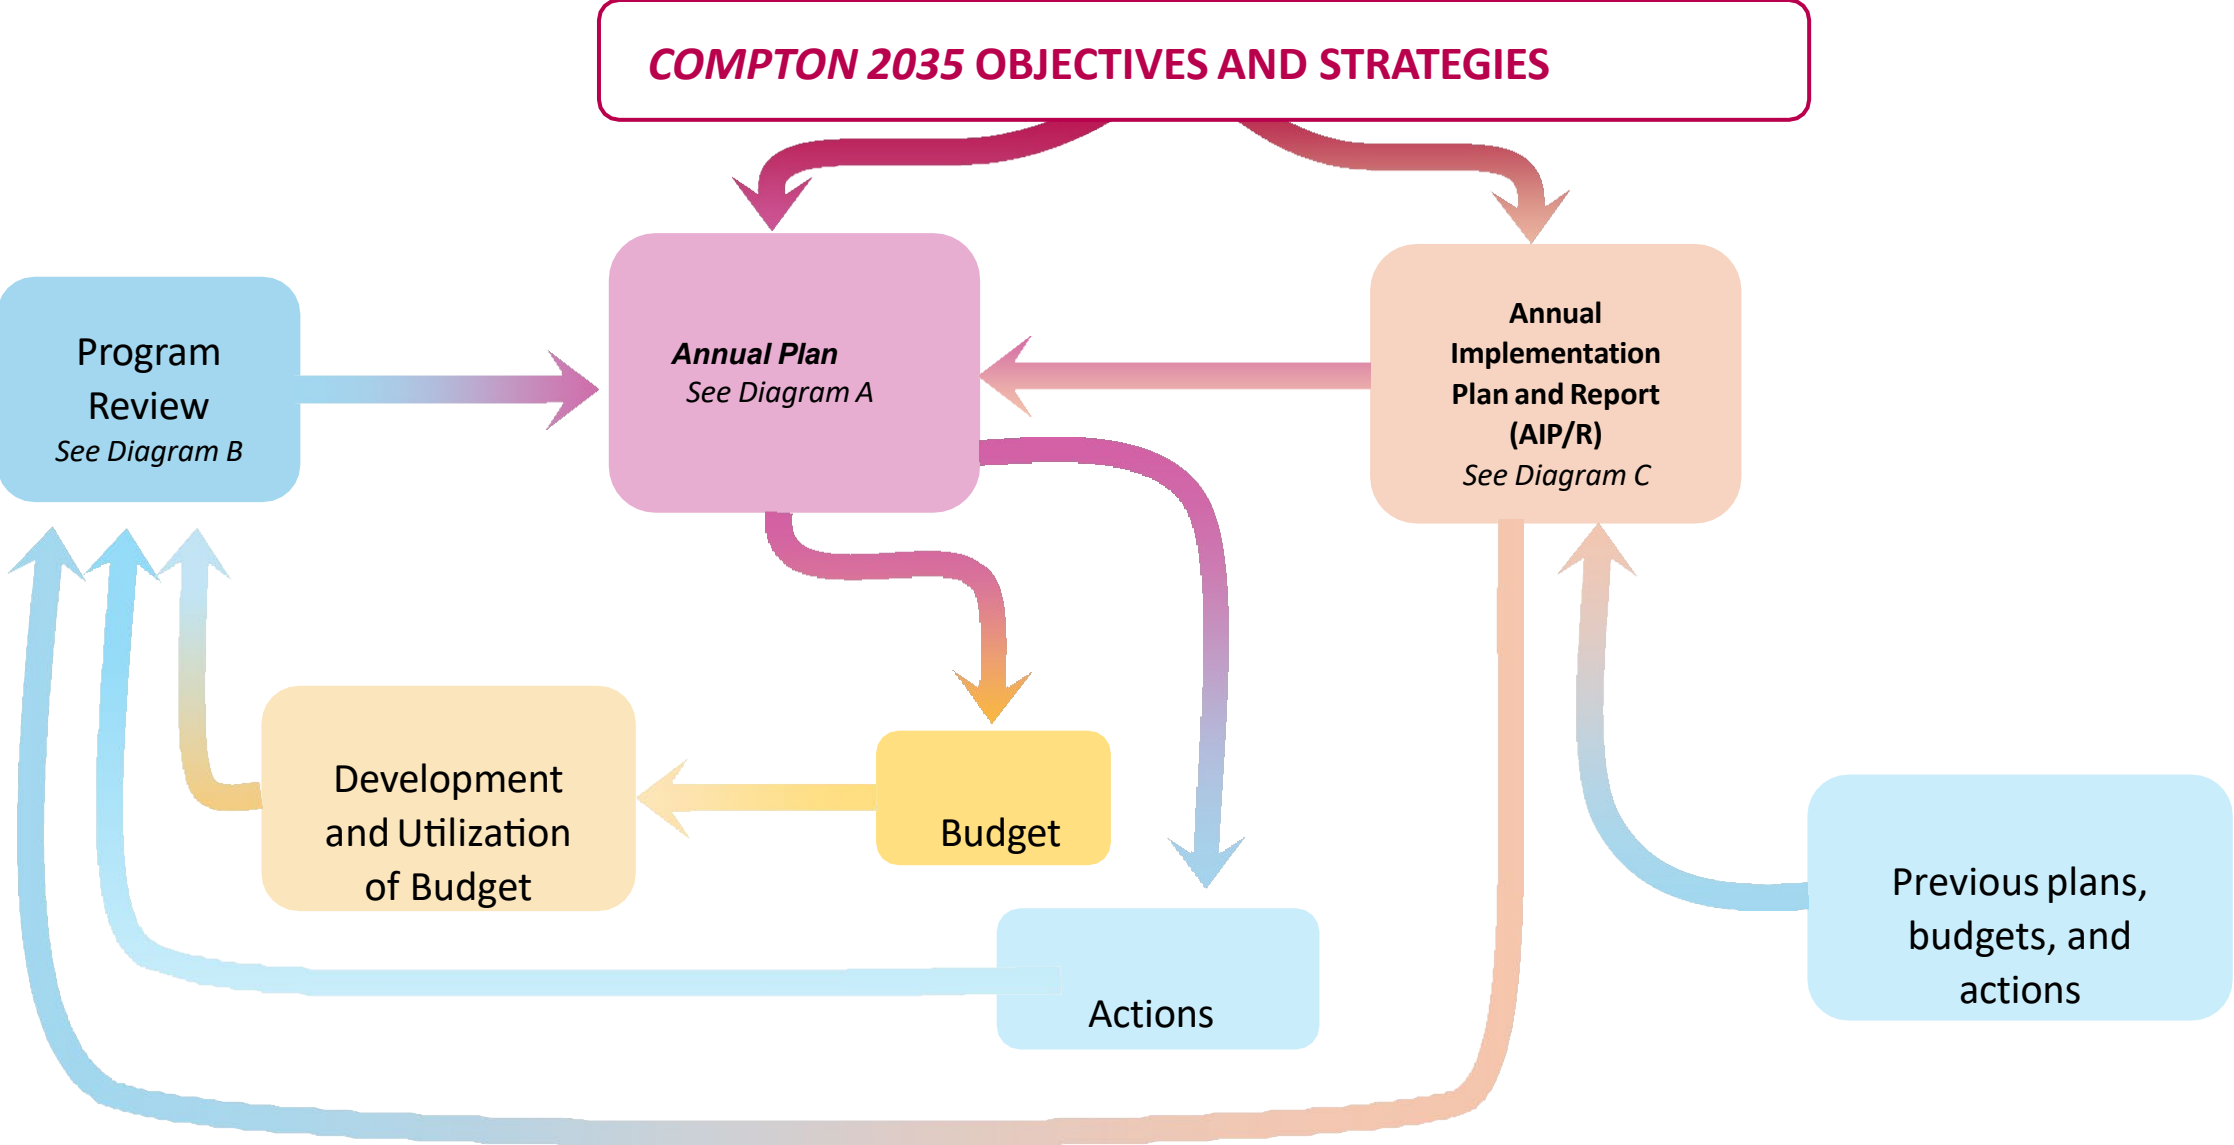 COMPTON 2035 OBJECTIVES AND STRATEGIES
Program
Review
See Diagram B
Annual Plan
See Diagram A
Annual
Implementation
Plan and Report
(AIP/R)
See Diagram C
Development
and Utilization
of Budget
Budget
Actions
Previous plans,
budgets, and
actions